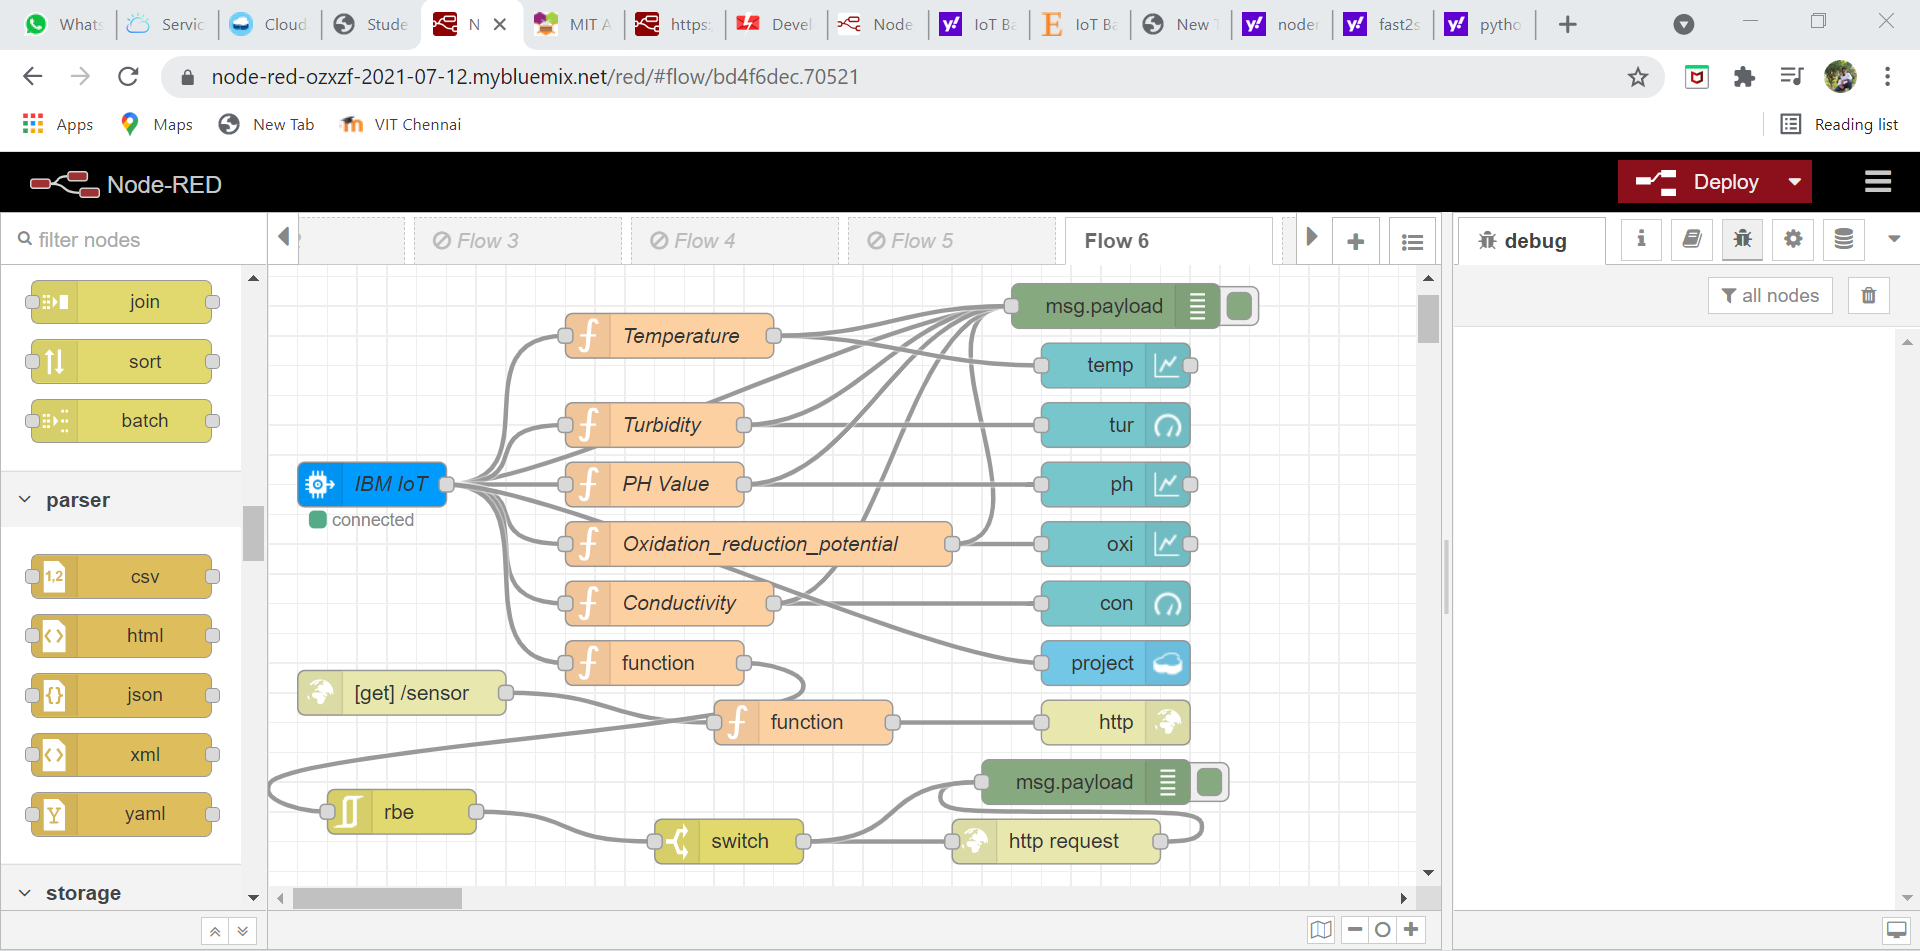 Whats
Servic
Cloud
Stude
N
MIT A
https:
Devel
Node
IoT Ba
IoT Ba
New T
noder
fast2s
pytho
node-red-ozxzf-2021-07-12.mybluemix.net/red/#flow/bd4f6dec.70521
Apps
Maps
New Tab
VIT Chennai
Reading list
Node-RED
Deploy
filter nodes
Flow 3
Flow 4
Flow 5
Flow 6
debug
all nodes
join
sort
batch
parser
csv
html
json
xml
yaml
storage
msg.payload
Temperature
temp
Turbidity
tur
IBM IoT
connected
PH Value
ph
Oxidation_reduction_potential
oxi
Conductivity
con
function
project
[get] /sensor
function
http
msg.payload
rbe
switch
http request